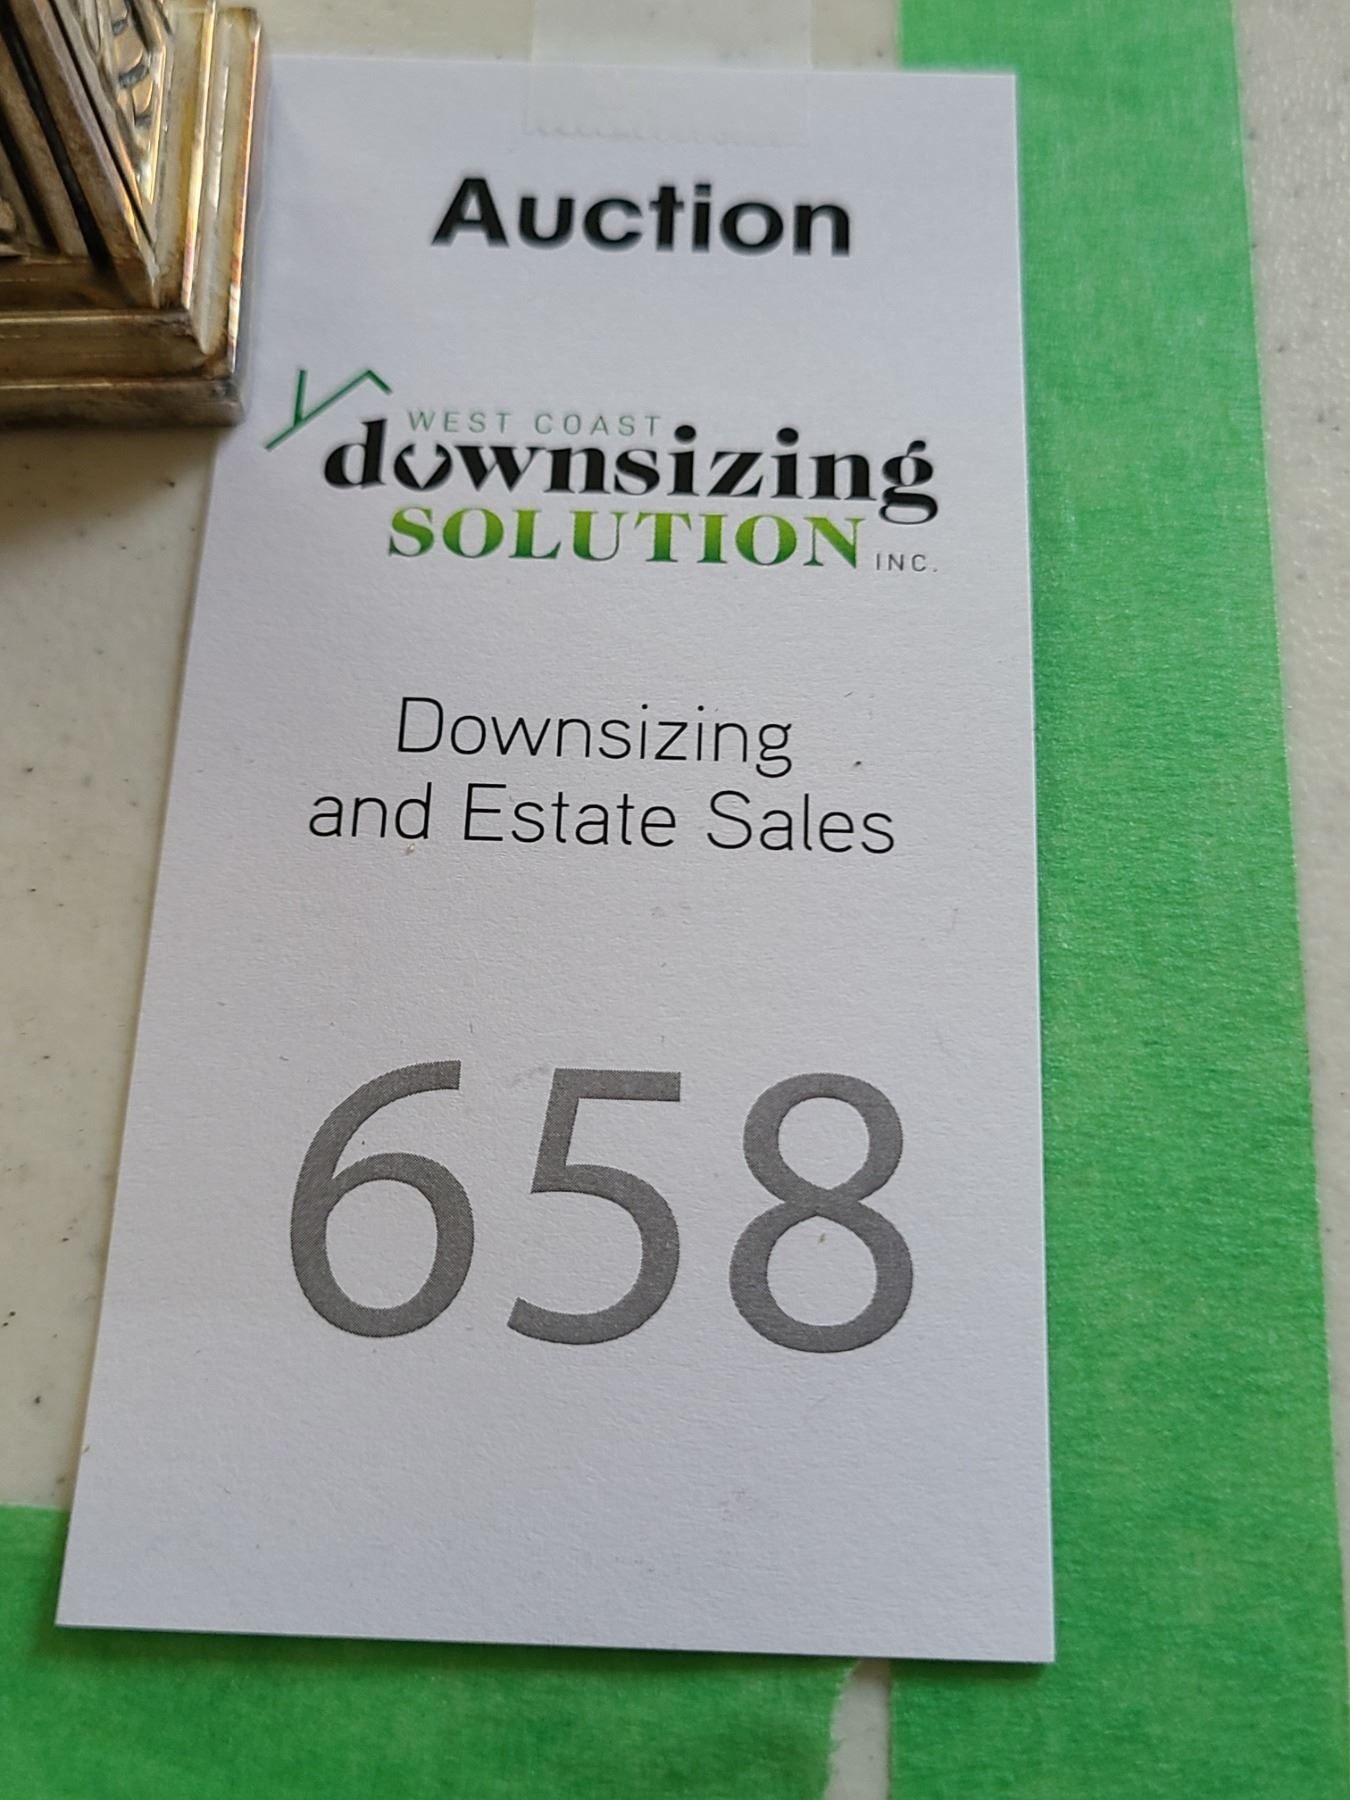 Auction
WEST COAST
downsizing
SOLUTION INC.
Downsizing
and Estate Sales
658